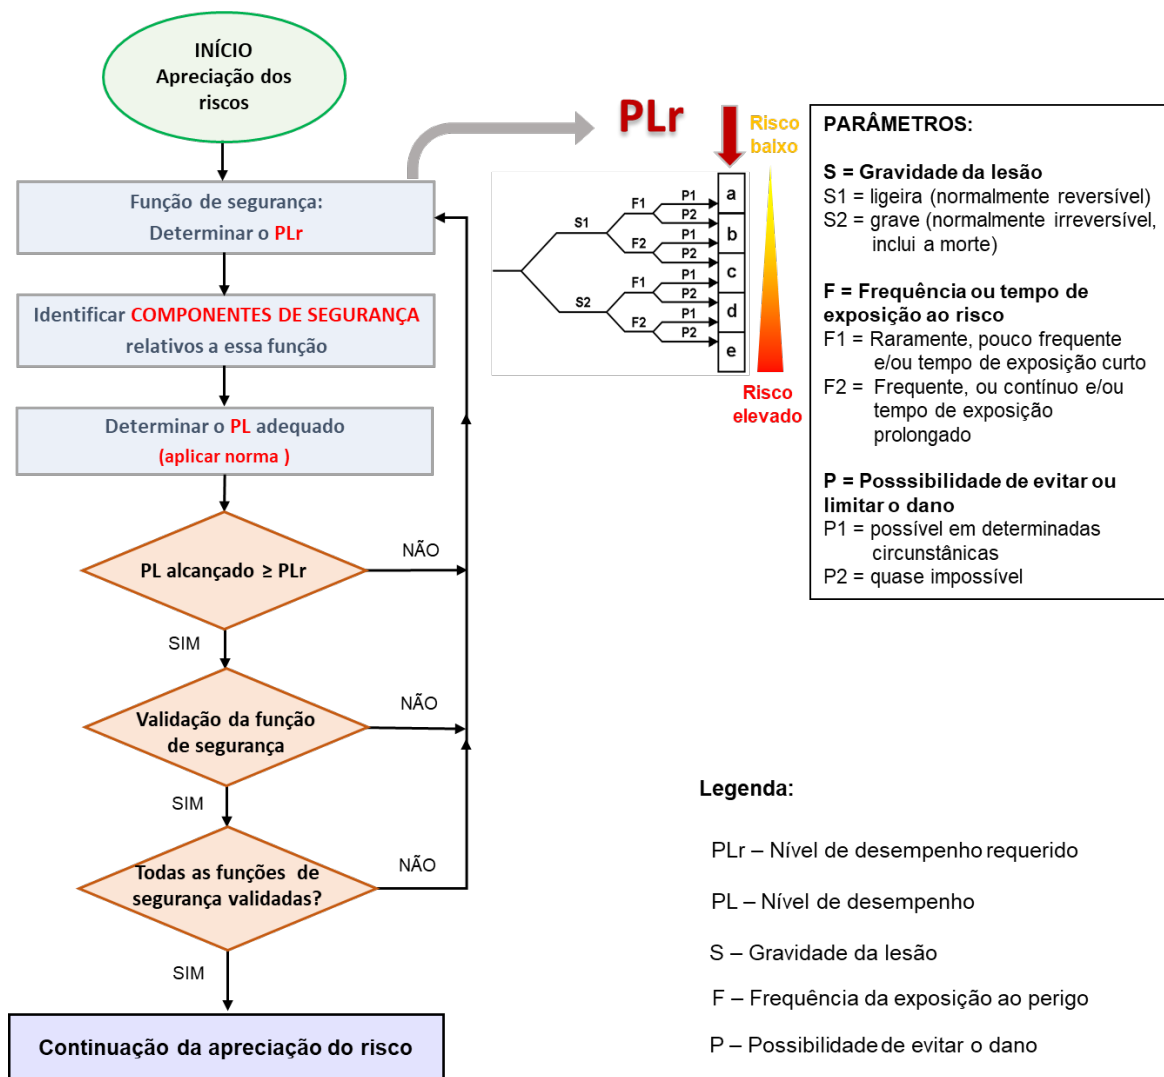 INÍCIO
Apreciação dos
riscos
Função de segurança:
Determinar o PLr
Identificar COMPONENTES DE SEGURANÇA
relativos a essa função
Determinar o PL adequado
(aplicar norma )
PL alcançado ≥ PLr
NÃO
SIM
Validação da função
de segurança
NÃO
SIM
Todas as funções de
segurança validadas?
NÃO
SIM
Continuação da apreciação do risco
PLr
Risco
baixo
S1
S2
F1
F2
F1
F2
P1
P2
P1
P2
P1
P2
P1
P2
a
b
c
d
e
Risco
elevado
PARÂMETROS:
S = Gravidade da lesão
S1 = ligeira (normalmente reversível)
S2 = grave (normalmente irreversível,
inclui a morte)
F = Frequência ou tempo de
exposição ao risco
F1 = Raramente, pouco frequente
e/ou tempo de exposição curto
F2 = Frequente, ou contínuo e/ou
tempo de exposição
prolongado
P = Posssibilidade de evitar ou
limitar o dano
P1 = possível em determinadas
circunstânicas
P2 = quase impossível
Legenda:
PLr – Nível de desempenho requerido
PL – Nível de desempenho
S – Gravidade da lesão
F – Frequência da exposição ao perigo
P – Possibilidade de evitar o dano